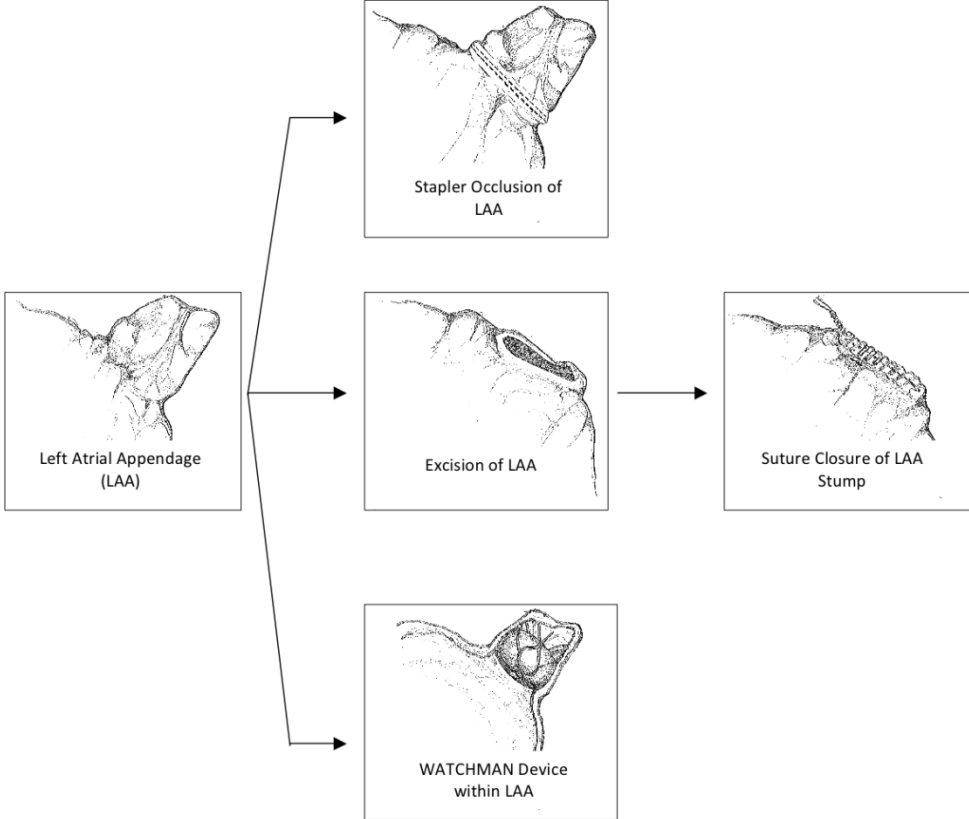 Stapler Occlusion of
LAA
Left Atrial Appendage
(LAA)
Excision of LAA
Suture Closure of LAA
Stump
WATCHMAN Device
within LAA